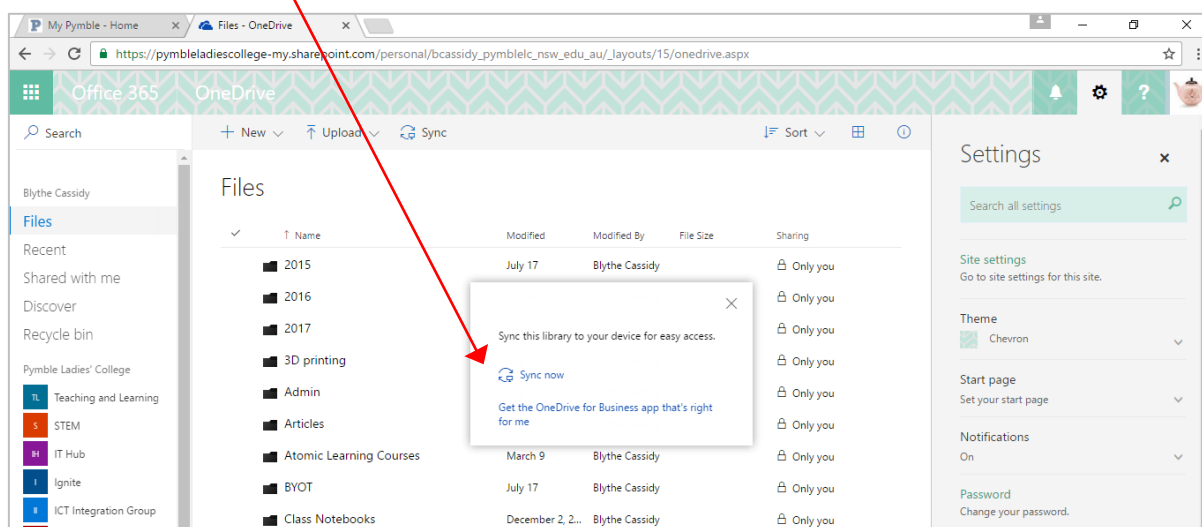 My Pymble - Home
Files - OneDrive
https://pymbleladiescollege-my.sharepoint.com/personal/bcassidy_pymblelc_nsw_edu_au/_layouts/15/onedrive.aspx
Office 365 OneDrive
Search
New Upload Sync Sort
Blythe Cassidy
Files
Recent
Shared with me
Discover
Recycle bin
Pymble Ladies' College
TL Teaching and Learning
S STEM
IH IT Hub
I Ignite
II ICT Integration Group
Files
Name Modified Modified By File Size Sharing
2015 July 17 Blythe Cassidy Only you
2016 Only you
2017 Only you
3D printing Only you
Admin Only you
Articles Only you
Atomic Learning Courses March 9 Blythe Cassidy Only you
BYOT July 17 Blythe Cassidy Only you
Class Notebooks December 2, 2... Blythe Cassidy Only you
Sync this library to your device for easy access.
Sync now
Get the OneDrive for Business app that's right
for me
Settings
Search all settings
Site settings
Go to site settings for this site.
Theme
Chevron
Start page
Set your start page
Notifications
On
Password
Change your password.